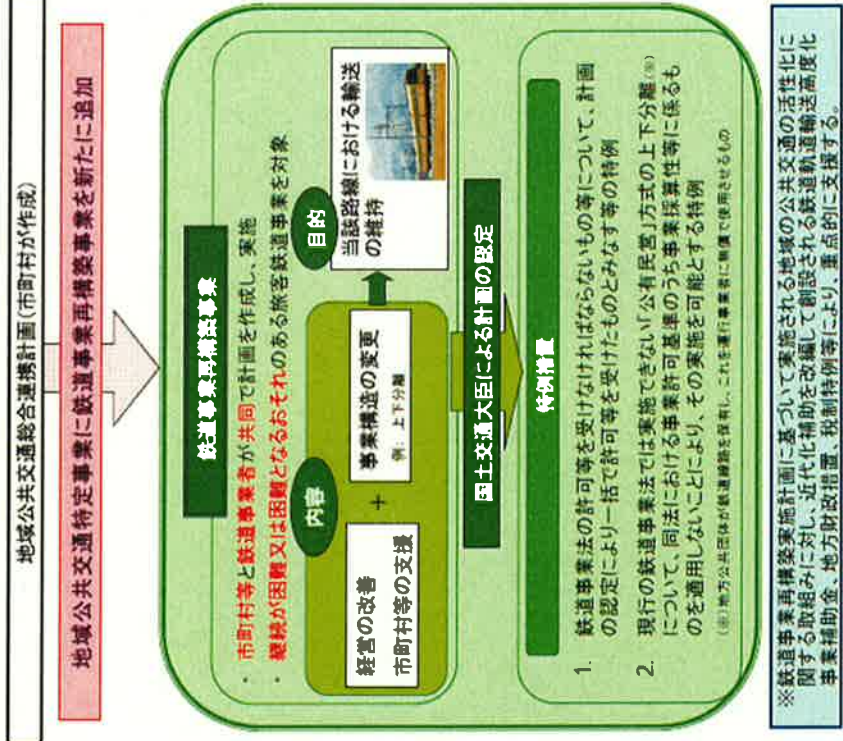 地域公共交通総合連携計画(市町村が作成)
地域公共交通特定事業に鉄道事業再構築事業を新たに追加
鉄道事業再構築事業
・ 市町村等と鉄道事業者が共同で計画を作成し、実施
・ 継続が困難又は困難となるおそれのある旅客鉄道事業を対象
内容
経営の改善
市町村等の支援
+
事業構造の変更
例: 上下分離
目的
当該路線における輸送
の維持
国土交通大臣による計画の認定
特例措置
1. 鉄道事業法の許可等を受けなければならないもの等について、計画
の認定により一括で許可等を受けたものとみなす等の特例
2. 現行の鉄道事業法では実施できない「公有民営」方式の上下分離(※)
について、同法における事業許可基準のうち事業採算性等に係るも
のを適用しないことにより、その実施を可能とする特例
(※)地方公共団体が鉄道線路を保有し、これを運行事業者に無償で使用させるもの
※鉄道事業再構築実施計画に基づいて実施される地域の公共交通の活性化に
関する取組みに対し、近代化補助を改編して創設される鉄道軌道輸送高度化
事業補助金、地方財政措置、税制特例等により、重点的に支援する。